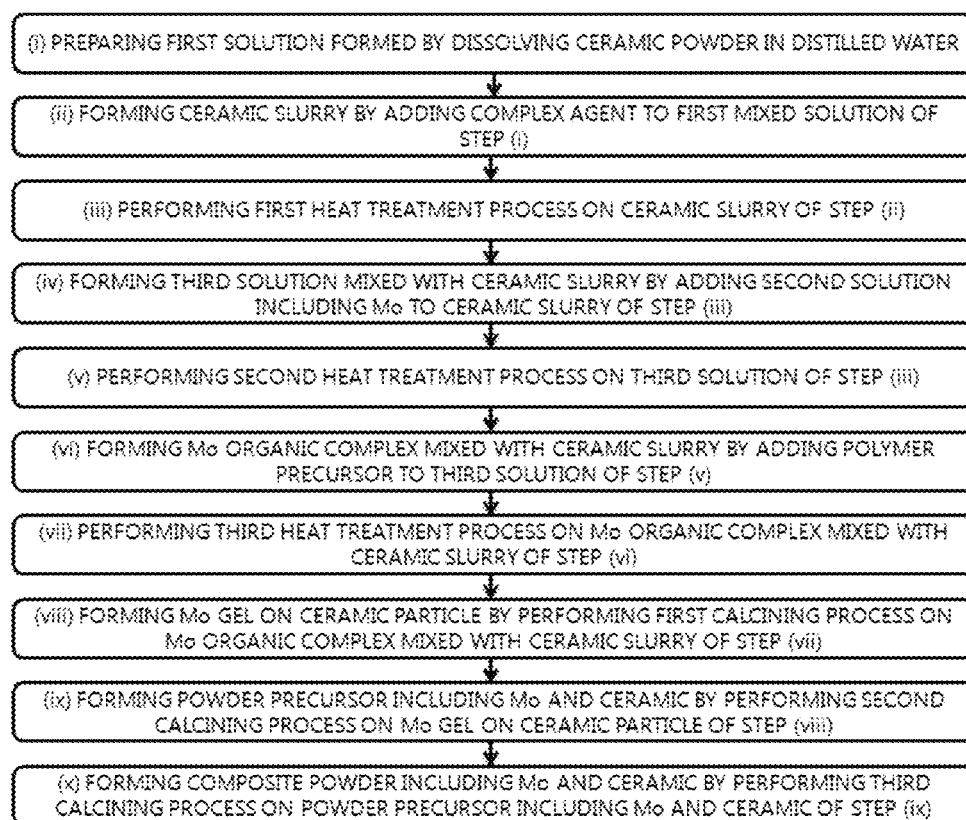 (i) PREPARING FIRST SOLUTION FORMED BY DISSOLVING CERAMIC POWDER IN DISTILLED WATER
(ii) FORMING CERAMIC SLURRY BY ADDING COMPLEX AGENT TO FIRST MIXED SOLUTION OF
STEP (i)
(iii) PERFORMING FIRST HEAT TREATMENT PROCESS ON CERAMIC SLURRY OF STEP (ii)
(iv) FORMING THIRD SOLUTION MIXED WITH CERAMIC SLURRY BY ADDING SECOND SOLUTION
INCLUDING Mo TO CERAMIC SLURRY OF STEP (iii)
(v) PERFORMING SECOND HEAT TREATMENT PROCESS ON THIRD SOLUTION OF STEP (iii)
(vi) FORMING Mo ORGANIC COMPLEX MIXED WITH CERAMIC SLURRY BY ADDING POLYMER
PRECURSOR TO THIRD SOLUTION OF STEP (v)
(vii) PERFORMING THIRD HEAT TREATMENT PROCESS ON Mo ORGANIC COMPLEX MIXED WITH
CERAMIC SLURRY OF STEP (vi)
(viii) FORMING Mo GEL ON CERAMIC PARTICLE BY PERFORMING FIRST CALCINING PROCESS ON
Mo ORGANIC COMPLEX MIXED WITH CERAMIC SLURRY OF STEP (vii)
(ix) FORMING POWDER PRECURSOR INCLUDING Mo AND CERAMIC BY PERFORMING SECOND
CALCINING PROCESS ON Mo GEL ON CERAMIC PARTICLE OF STEP (viii)
(x) FORMING COMPOSITE POWDER INCLUDING Mo AND CERAMIC BY PERFORMING THIRD
CALCINING PROCESS ON POWDER PRECURSOR INCLUDING Mo AND CERAMIC OF STEP (ix)